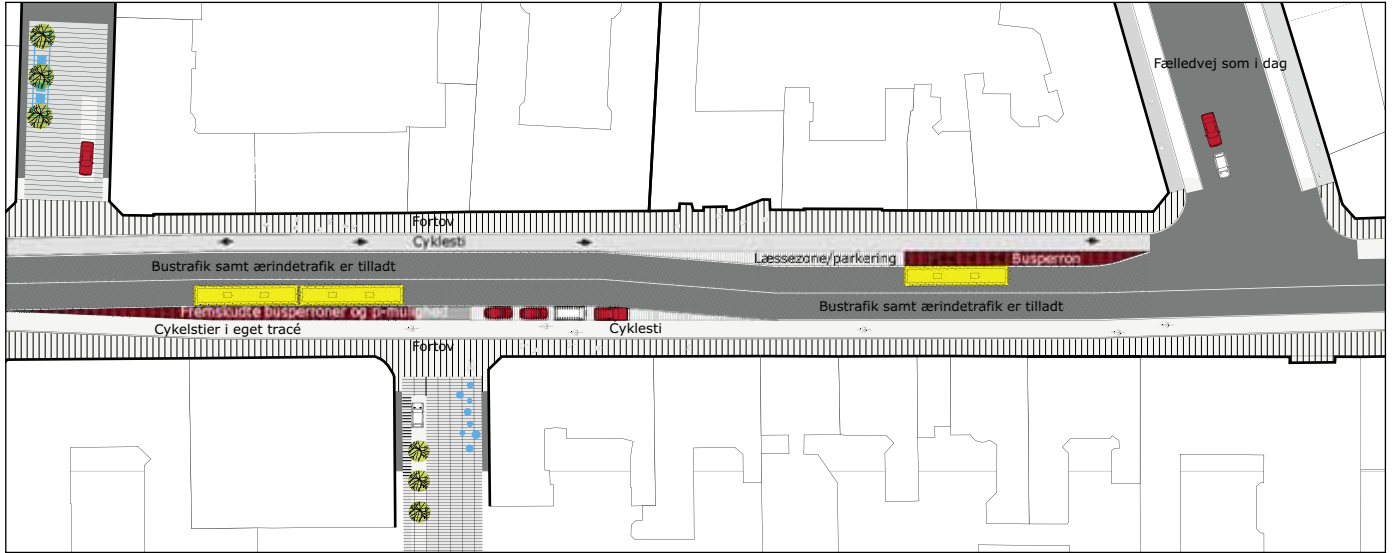 Fælledvej som i dag
Fortov
Cyklesti
Læssezone/parkering
Busperron
Bustrafik samt ærindetrafik er tilladt
Bustrafik samt ærindetrafik er tilladt
Fremskudte busperroner og p-mulighed
Cykelstier i eget tracé
Cyklesti
Fortov